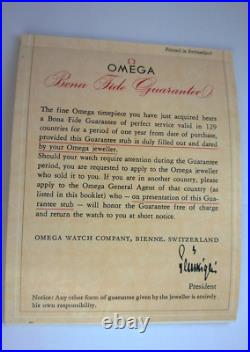 Printed in Switzerland
Ω
OMEGA
Bona Fide Guarantee
The fine Omega timepiece you have just acquired bears
a Bona Fide Guarantee of perfect service valid in 129
countries for a period of one year from date of purchase,
provided this Guarantee stub is duly filled out and dated
by your Omega jeweller.
Should your watch require attention during the Guarantee
period, you are requested to apply to the Omega jeweller
who sold it to you. If you are in another country, please
apply to the Omega General Agent of that country (as
listed in this booklet) who – on presentation of this Gua-
rantee stub – will honour the Guarantee free of charge
and return the watch to you at short notice.
OMEGA WATCH COMPANY, BIENNE, SWITZERLAND
President
Notice: Any other form of guarantee given by the jeweller is entirely
his own responsibility.